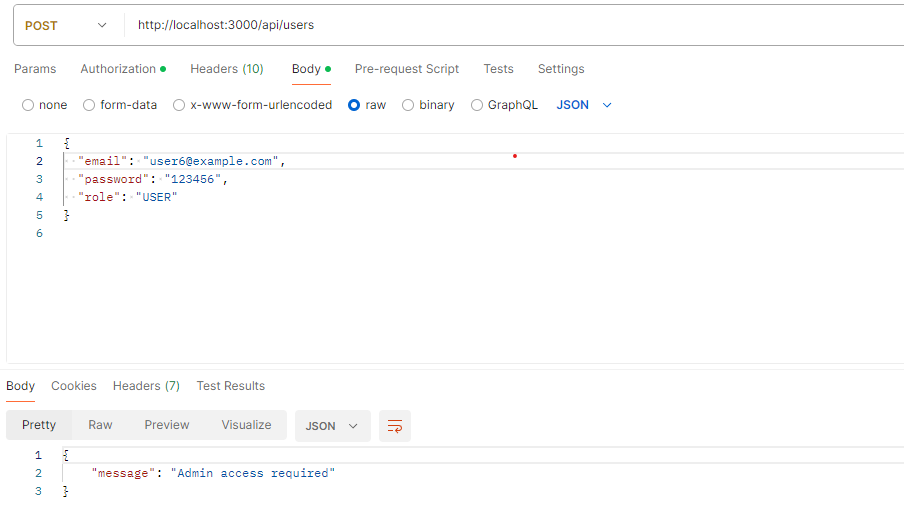 POST http://localhost:3000/api/users
Params Authorization Headers (10) Body Pre-request Script Tests Settings
none form-data x-www-form-urlencoded raw binary GraphQL JSON
1 {
2 "email": "user6@example.com",
3 "password": "123456",
4 "role": "USER"
5 }
6
Body Cookies Headers (7) Test Results
Pretty Raw Preview Visualize JSON
1 {
2 "message": "Admin access required"
3 }